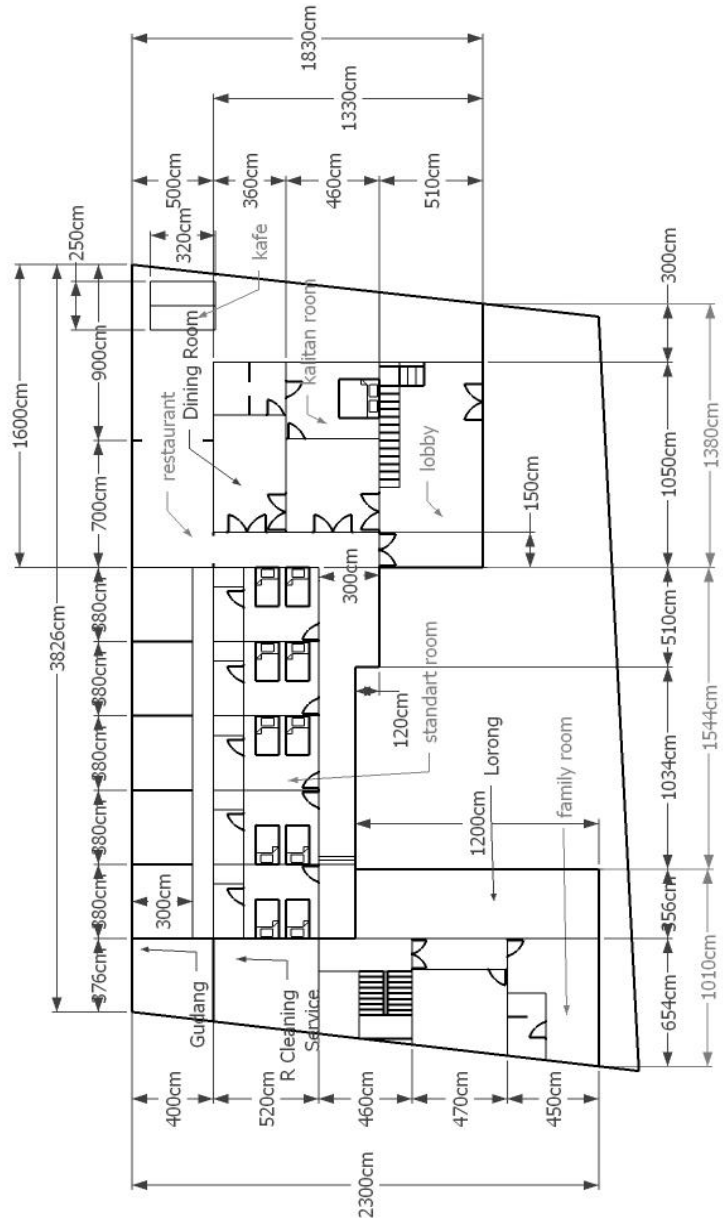 1830cm
1330cm
500cm
360cm
460cm
510cm
250cm
320cm
kafe
300cm
1600cm
900cm
700cm
3826cm
restaurant
Dining Room
kalitan room
lobby
150cm
1050cm
1380cm
380cm
380cm
380cm
380cm
380cm
376cm
300cm
300cm
120cm
standart room
510cm
1034cm
1544cm
Lorong
family room
1200cm
356cm
654cm
1010cm
Gudang
R Cleaning
Service
400cm
520cm
460cm
470cm
450cm
2300cm